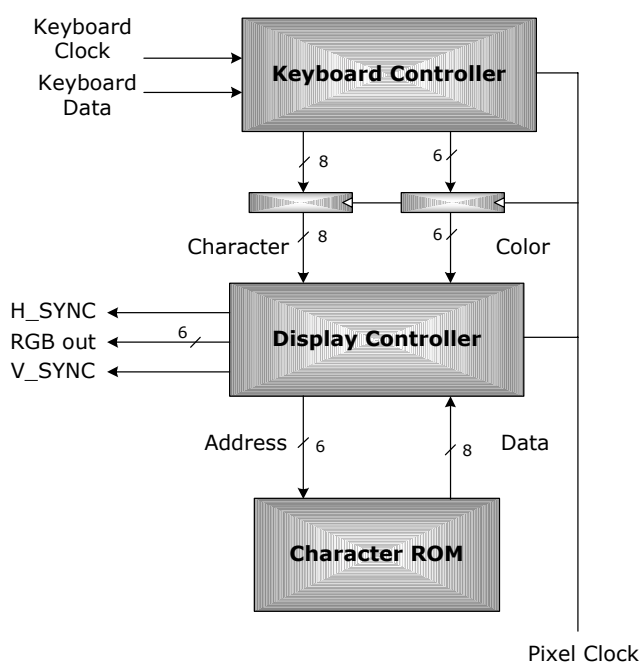 Keyboard
Clock
Keyboard
Data
Keyboard Controller
8
6
Character
8
6
Color
H_SYNC
RGB out
6
V_SYNC
Display Controller
Address
6
8
Data
Character ROM
Pixel Clock